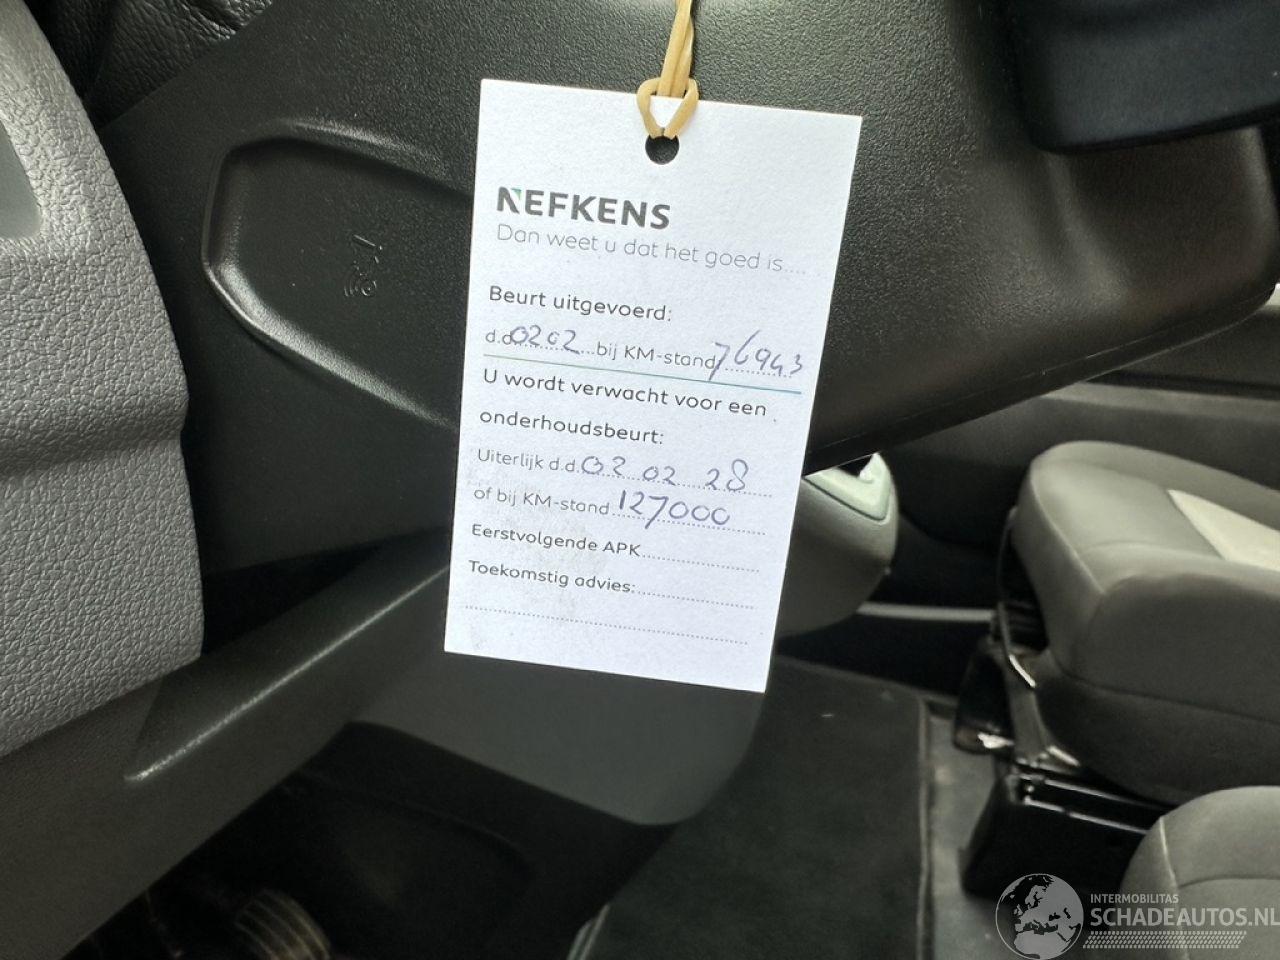 NEFKENS
Dan weet u dat het goed is....
Beurt uitgevoerd:
d.d. 0202 bij KM-stand 76943
U wordt verwacht voor een
onderhoudsbeurt:
Uiterlijk d.d. 02 02 28
of bij KM-stand 127000
Eerstvolgende APK
Toekomstig advies:
INTERMOBILITAS
SCHADEAUTOS.NL